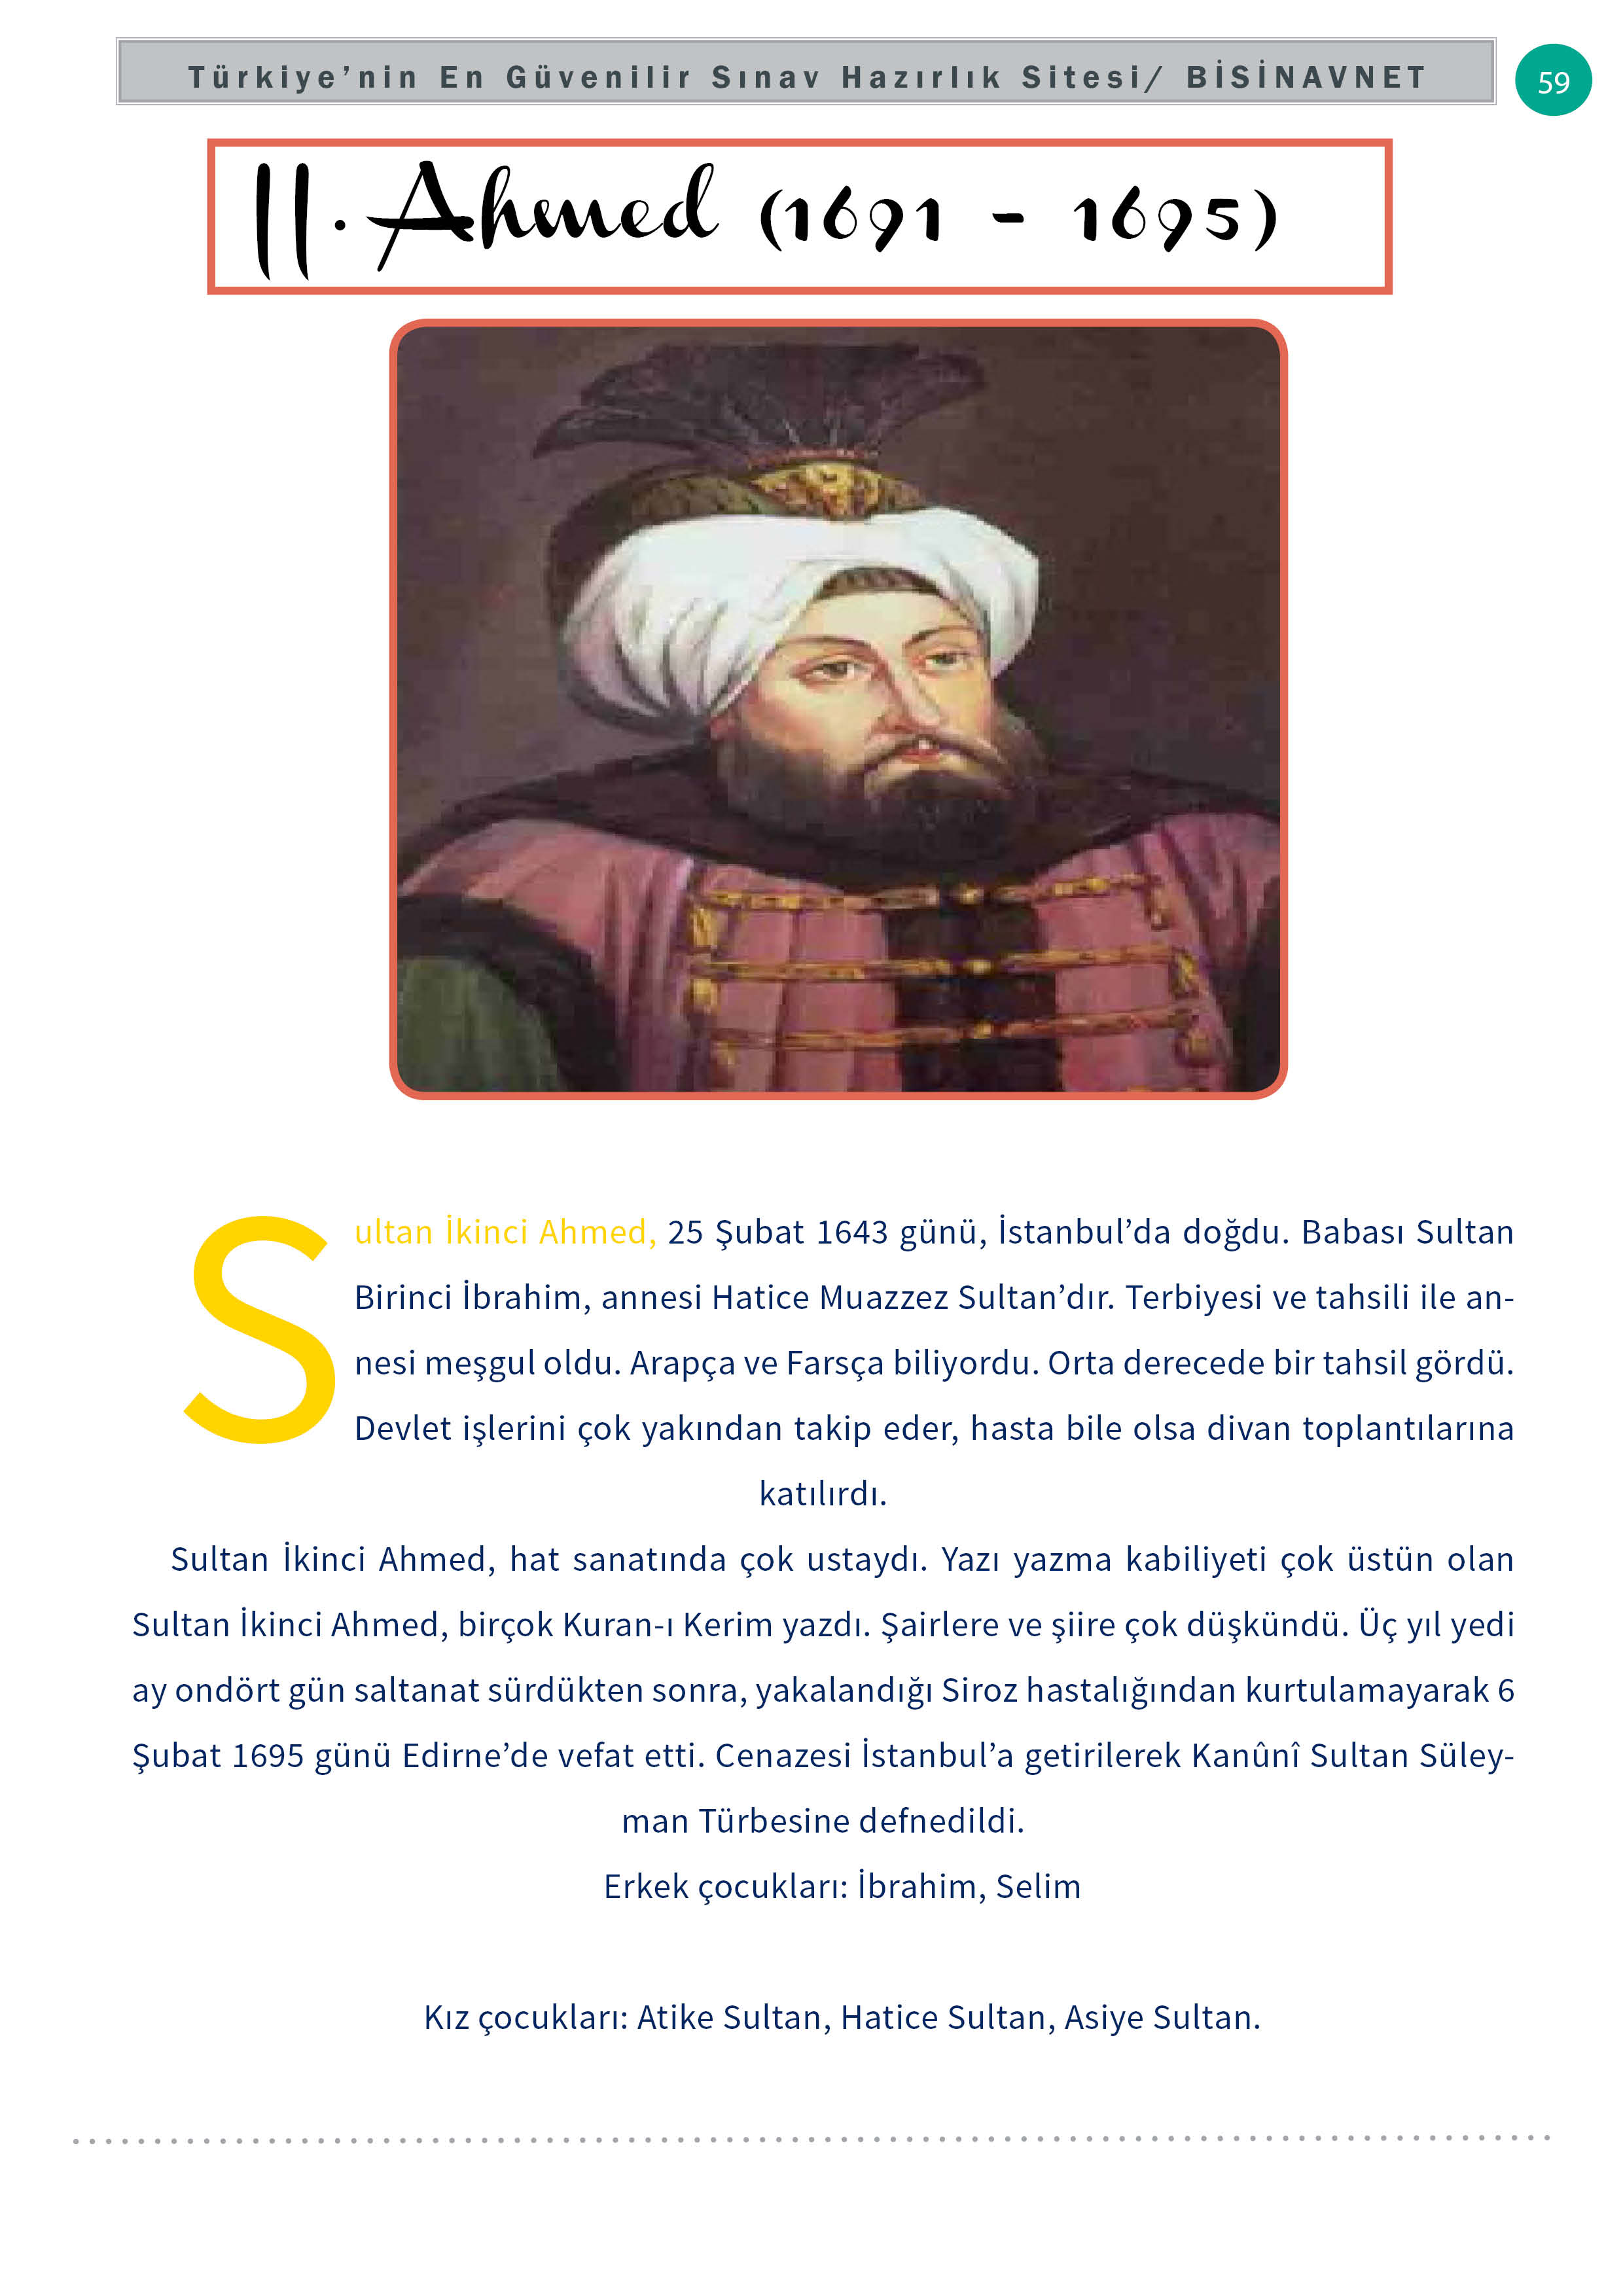 Türkiye’nin En Güvenilir Sınav Hazırlık Sitesi/ BİSİNAVNET
59
II. Ahmed (1691 - 1695)
Sultan İkinci Ahmed, 25 Şubat 1643 günü, İstanbul’da doğdu. Babası Sultan
Birinci İbrahim, annesi Hatice Muazzez Sultan’dır. Terbiyesi ve tahsili ile an-
nesi meşgul oldu. Arapça ve Farsça biliyordu. Orta derecede bir tahsil gördü.
Devlet işlerini çok yakından takip eder, hasta bile olsa divan toplantılarına
katılırdı.
Sultan İkinci Ahmed, hat sanatında çok ustaydı. Yazı yazma kabiliyeti çok üstün olan
Sultan İkinci Ahmed, birçok Kuran-ı Kerim yazdı. Şairlere ve şiire çok düşkündü. Üç yıl yedi
ay ondört gün saltanat sürdükten sonra, yakalandığı Siroz hastalığından kurtulamayarak 6
Şubat 1695 günü Edirne’de vefat etti. Cenazesi İstanbul’a getirilerek Kanûnî Sultan Süley-
man Türbesine defnedildi.
Erkek çocukları: İbrahim, Selim
Kız çocukları: Atike Sultan, Hatice Sultan, Asiye Sultan.